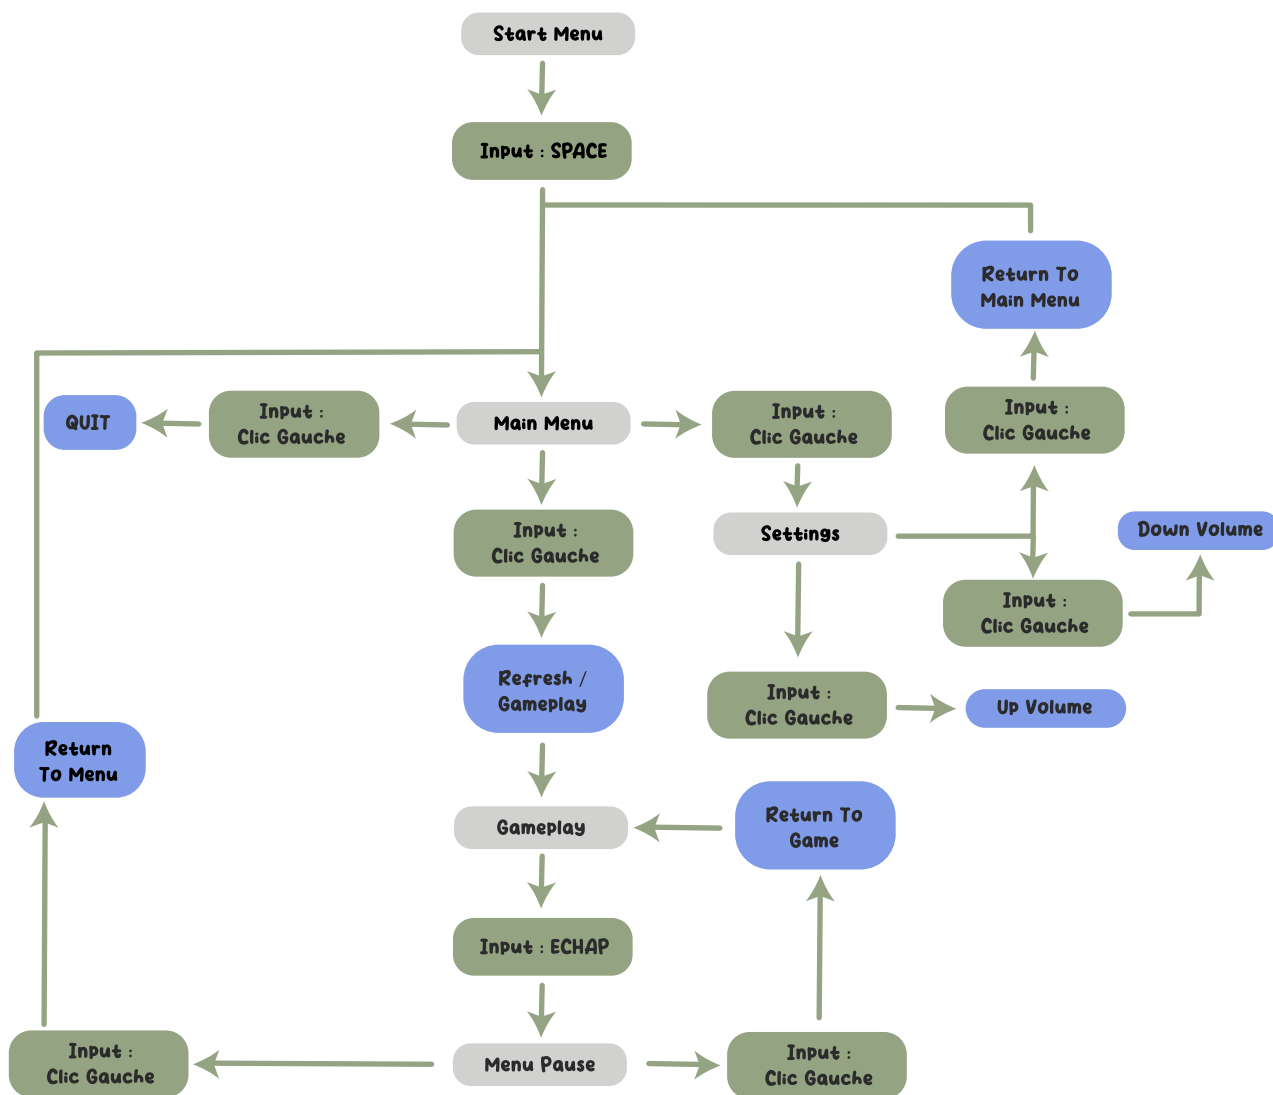 Start Menu
Input : SPACE
Return To
Main Menu
QUIT
Input :
Clic Gauche
Main Menu
Input :
Clic Gauche
Input :
Clic Gauche
Input :
Clic Gauche
Settings
Down Volume
Input :
Clic Gauche
Refresh /
Gameplay
Input :
Clic Gauche
Up Volume
Return
To Menu
Gameplay
Return To
Game
Input : ECHAP
Input :
Clic Gauche
Menu Pause
Input :
Clic Gauche